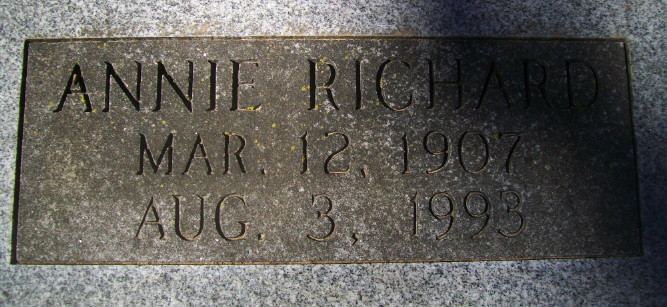 ANNIE RICHARD
MAR. 12, 1907
AUG. 3, 1993